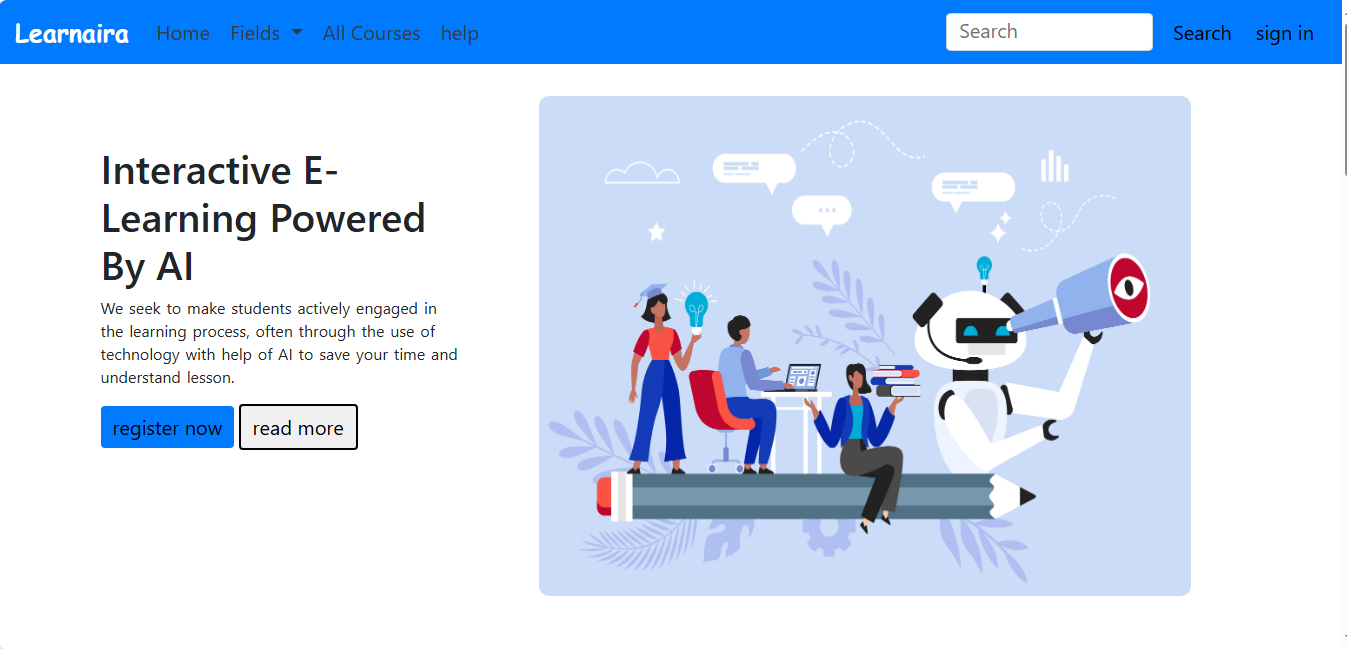 Learnaira Home Fields All Courses help Search Search sign in
Interactive E-
Learning Powered
By AI
We seek to make students actively engaged in
the learning process, often through the use of
technology with help of AI to save your time and
understand lesson.
register now read more